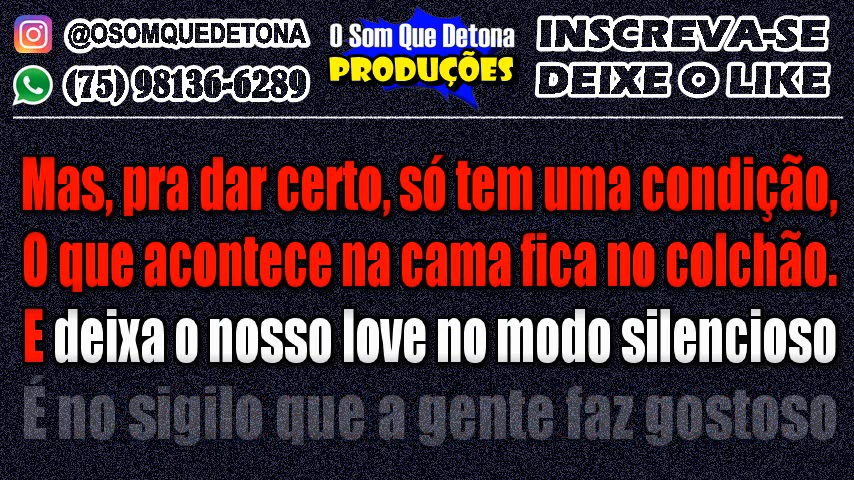 @OSOMQUEDETONA
(75) 98136-6289
O Som Que Detona
PRODUÇÕES
INSCREVA-SE
DEIXE O LIKE
Mas, pra dar certo, só tem uma condição,
O que acontece na cama fica no colchão.
E deixa o nosso love no modo silencioso
É no sigilo que a gente faz gostoso